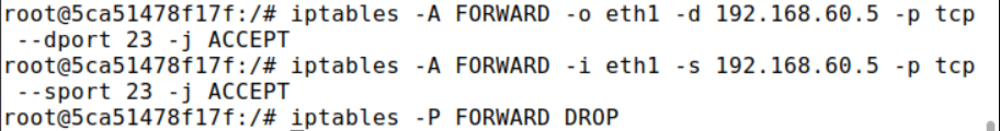 root@5ca51478f17f:/# iptables -A FORWARD -o eth1 -d 192.168.60.5 -p tcp
 --dport 23 -j ACCEPT
root@5ca51478f17f:/# iptables -A FORWARD -i eth1 -s 192.168.60.5 -p tcp
 --sport 23 -j ACCEPT
root@5ca51478f17f:/# iptables -P FORWARD DROP